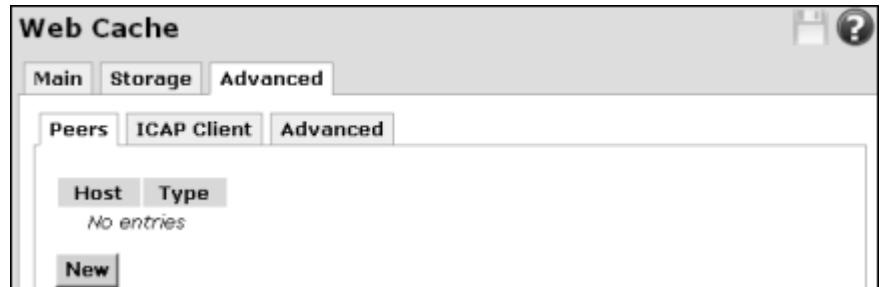 Web Cache
Main Storage Advanced
Peers ICAP Client Advanced
Host Type
No entries
New